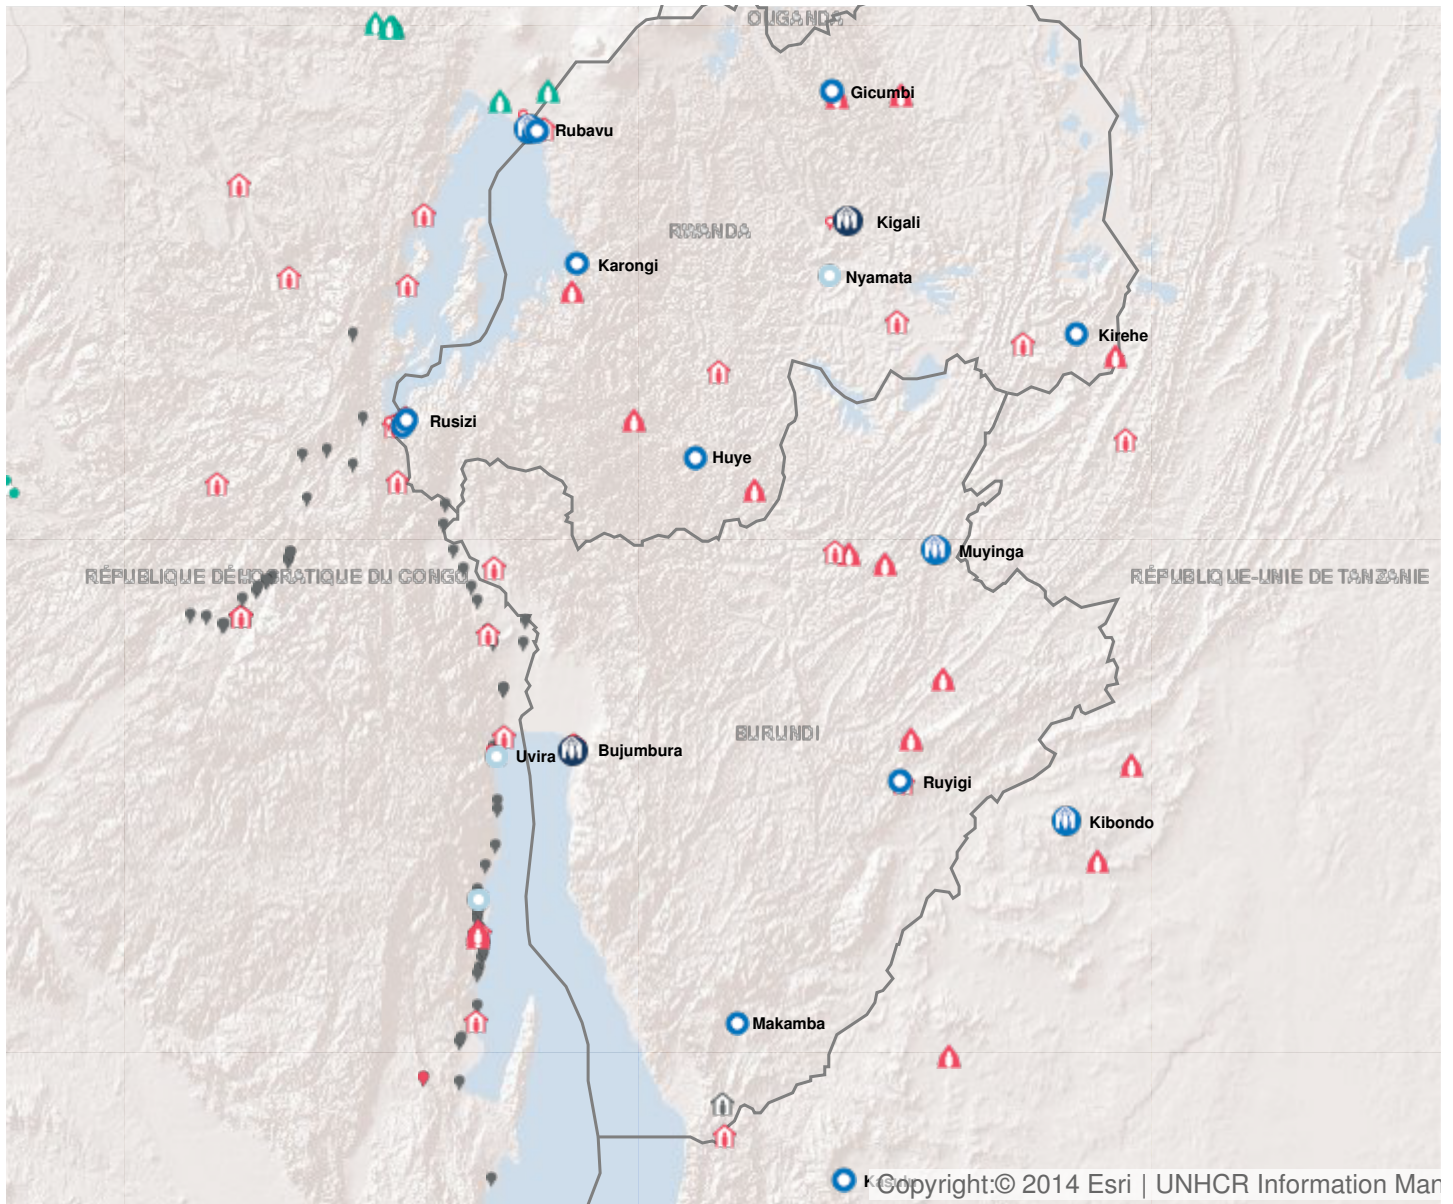 OUGANDA
Gicumbi
Rubavu
Kigali
RWANDA
Karongi
Nyamata
Kirehe
Rusizi
Huye
Muyinga
RÉPUBLIQUE DÉMOCRATIQUE DU CONGO
RÉPUBLIQUE-UNIE DE TANZANIE
BURUNDI
Bujumbura
Uvira
Ruyigi
Kibondo
Makamba
Copyright:© 2014 Esri | UNHCR Information Man